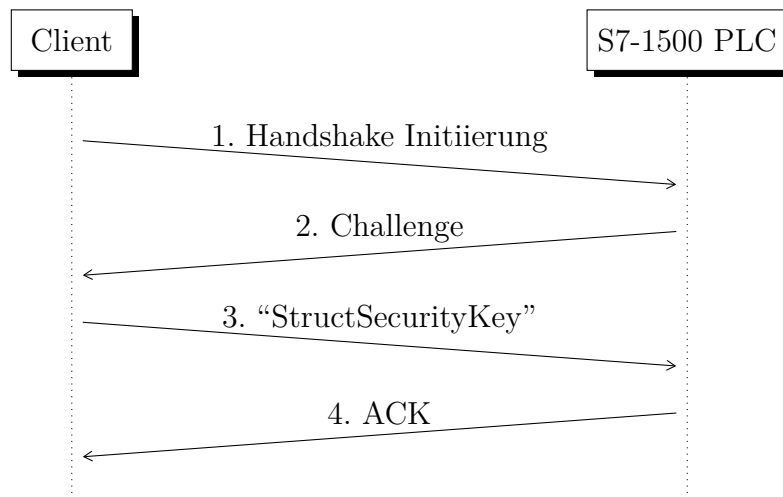 Client
S7-1500 PLC
1. Handshake Initiierung
2. Challenge
3. “StructSecurityKey”
4. ACK